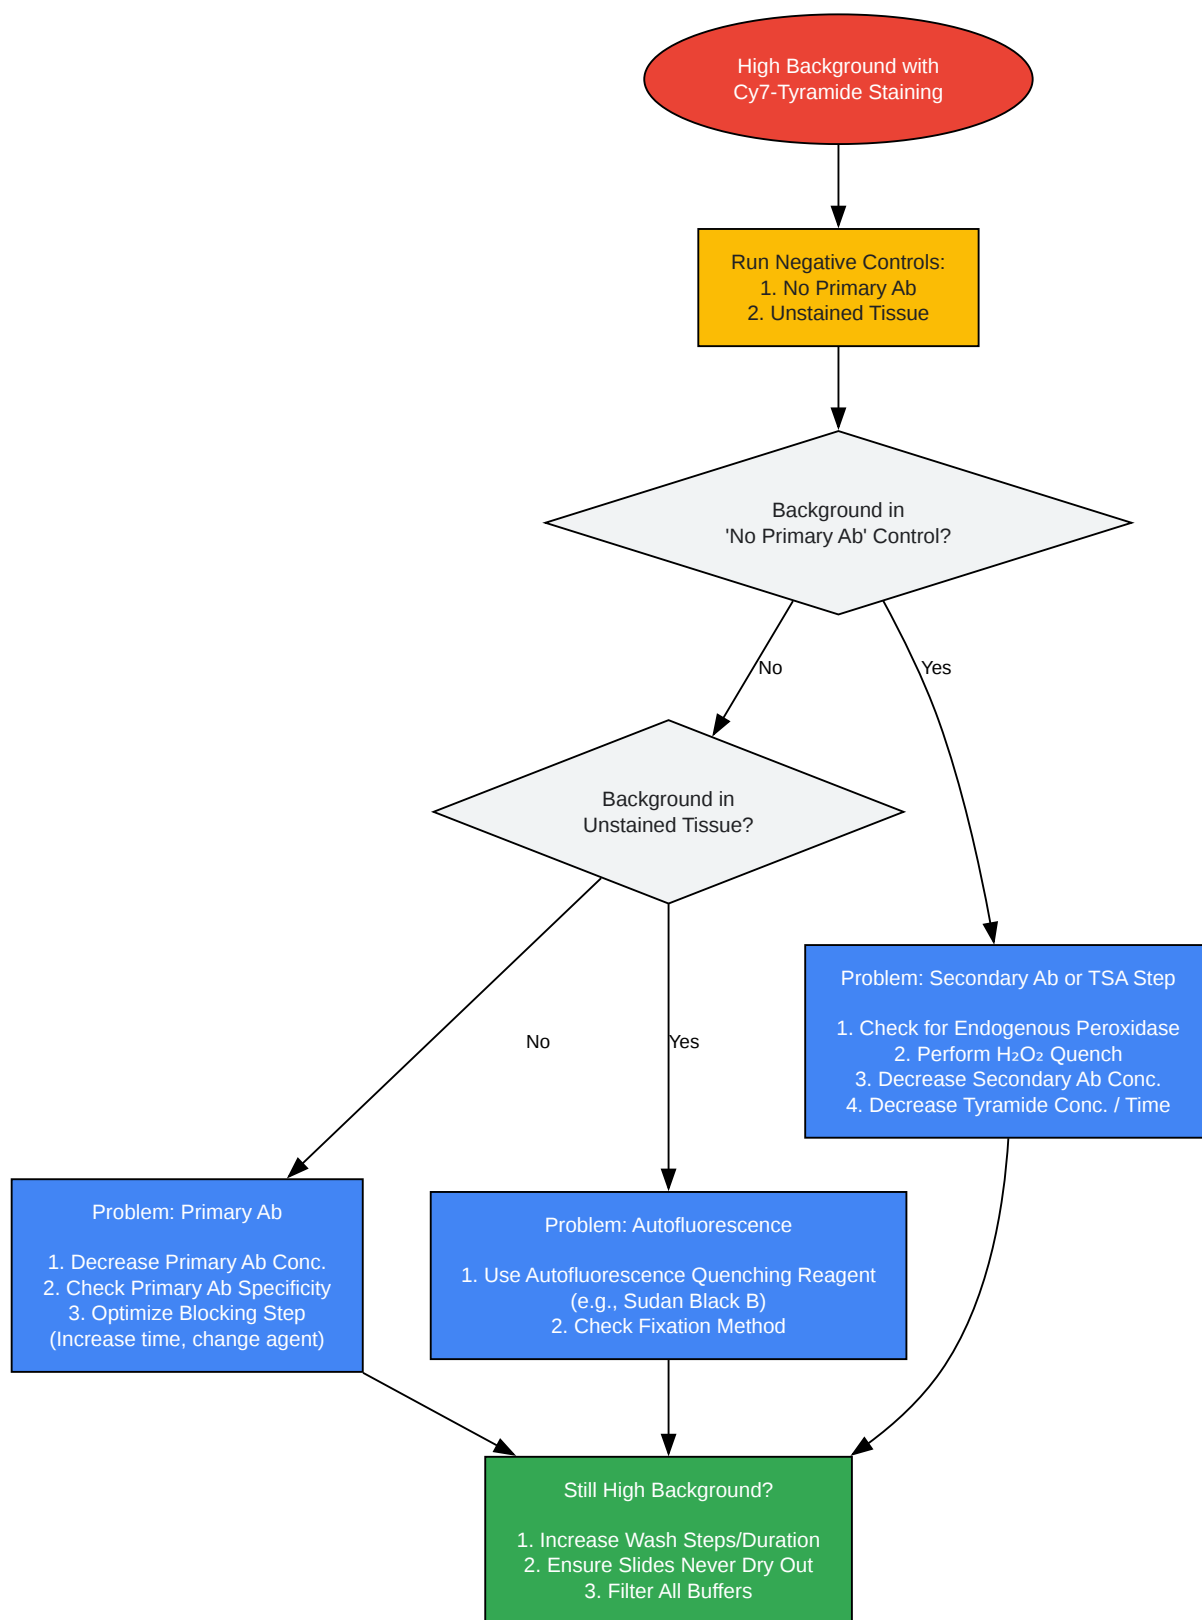 High Background with
Cy7-Tyramide Staining
Run Negative Controls:
1. No Primary Ab
2. Unstained Tissue
Background in
'No Primary Ab' Control?
No
Yes
Background in
Unstained Tissue?
No
Yes
Problem: Secondary Ab or TSA Step
1. Check for Endogenous Peroxidase
2. Perform H₂O₂ Quench
3. Decrease Secondary Ab Conc.
4. Decrease Tyramide Conc. / Time
Problem: Primary Ab
1. Decrease Primary Ab Conc.
2. Check Primary Ab Specificity
3. Optimize Blocking Step
(Increase time, change agent)
Problem: Autofluorescence
1. Use Autofluorescence Quenching Reagent
(e.g., Sudan Black B)
2. Check Fixation Method
Still High Background?
1. Increase Wash Steps/Duration
2. Ensure Slides Never Dry Out
3. Filter All Buffers